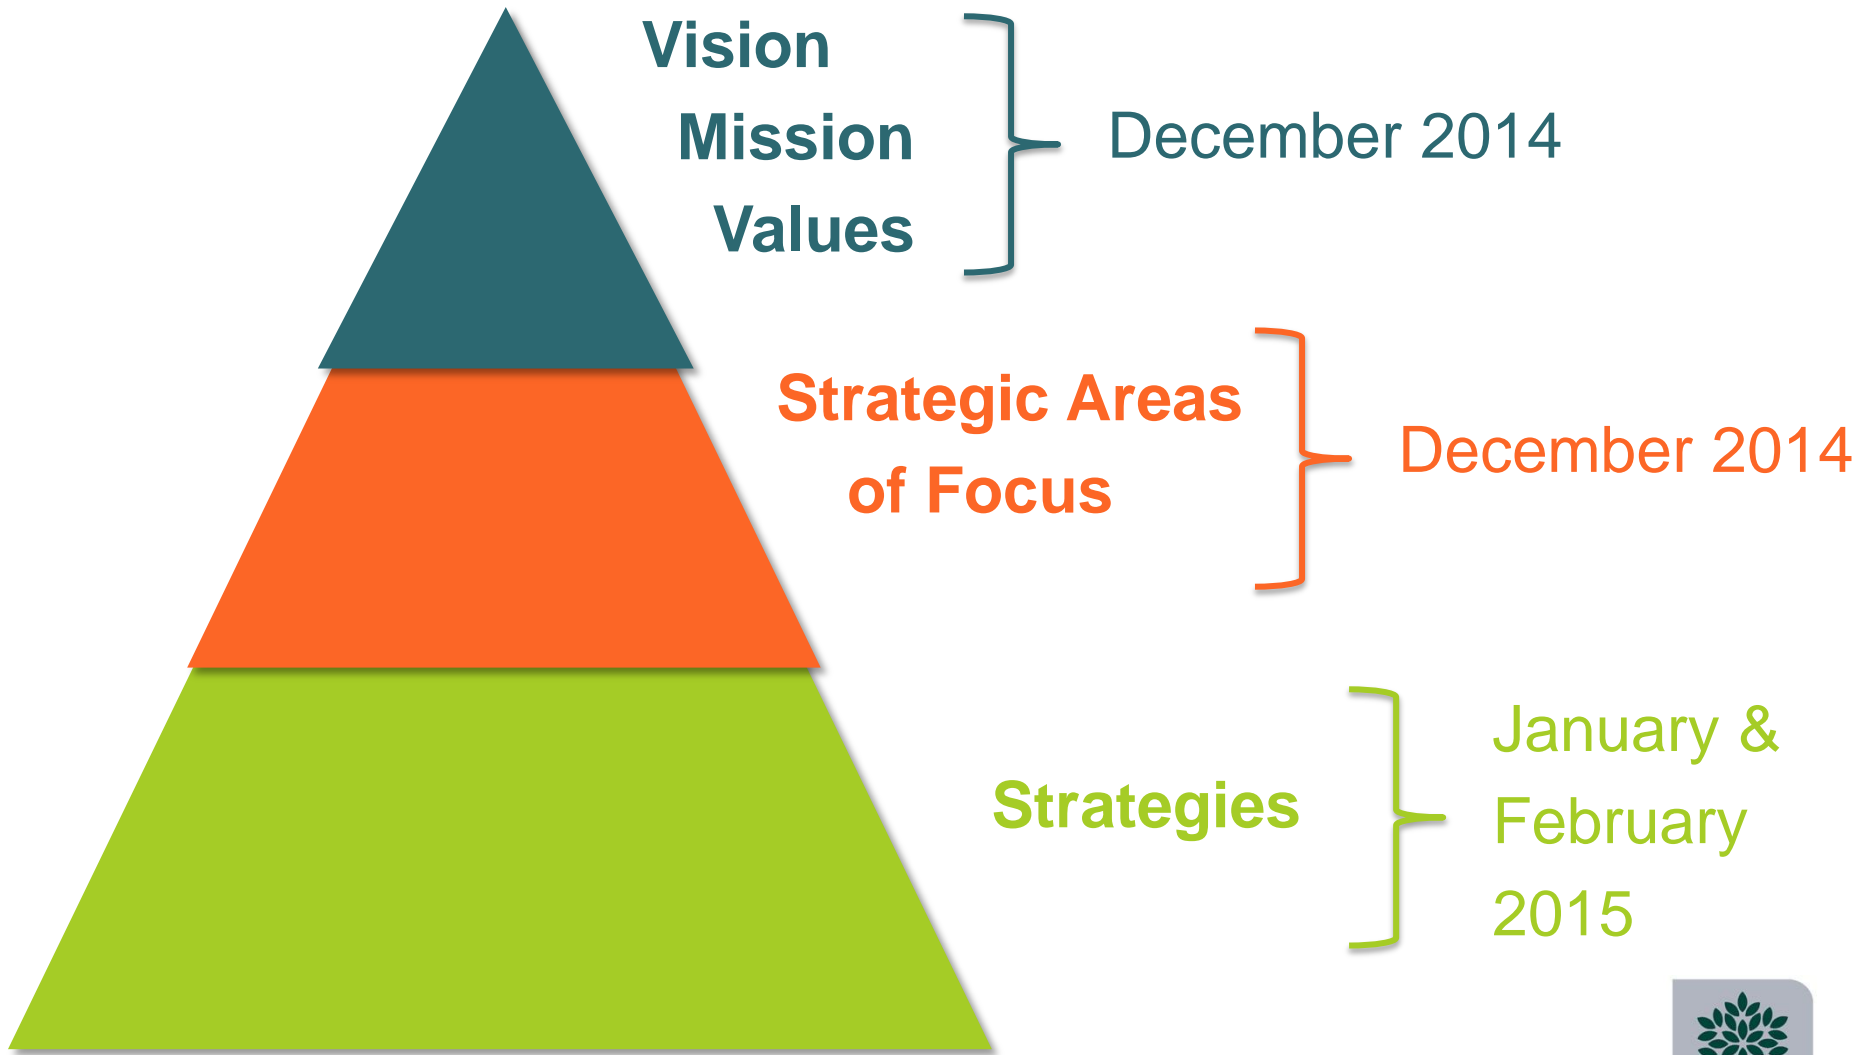 Vision
Mission
Values
December 2014
Strategic Areas
of Focus
December 2014
Strategies
January &
February
2015